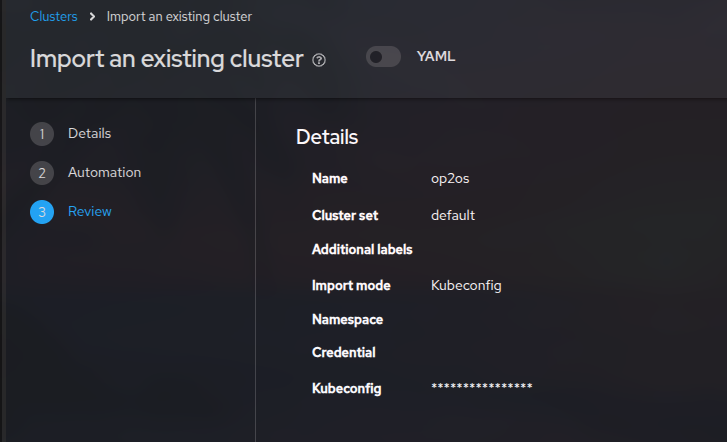 Clusters > Import an existing cluster
Import an existing cluster ? YAML
1 Details
2 Automation
3 Review
Details
Name op2os
Cluster set default
Additional labels
Import mode Kubeconfig
Namespace
Credential
Kubeconfig ****************